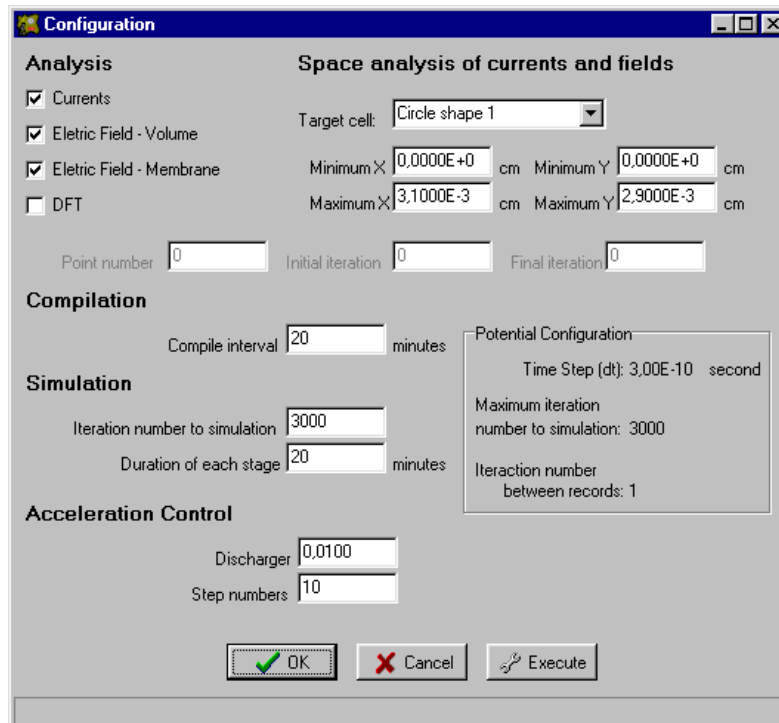 Configuration
Analysis
Space analysis of currents and fields
Currents
Eletric Field - Volume
Eletric Field - Membrane
DFT
Target cell: Circle shape 1
Minimum X 0,0000E+0 cm Minimum Y 0,0000E+0 cm
Maximum X 3,1000E-3 cm Maximum Y 2,9000E-3 cm
Point number 0 Initial iteration 0 Final iteration 0
Compilation
Compile interval 20 minutes
Simulation
Iteration number to simulation 3000
Duration of each stage 20 minutes
Potential Configuration
Time Step (dt): 3,00E-10 second
Maximum iteration
number to simulation: 3000
Iteraction number
between records: 1
Acceleration Control
Discharger 0,0100
Step numbers 10
OK Cancel Execute